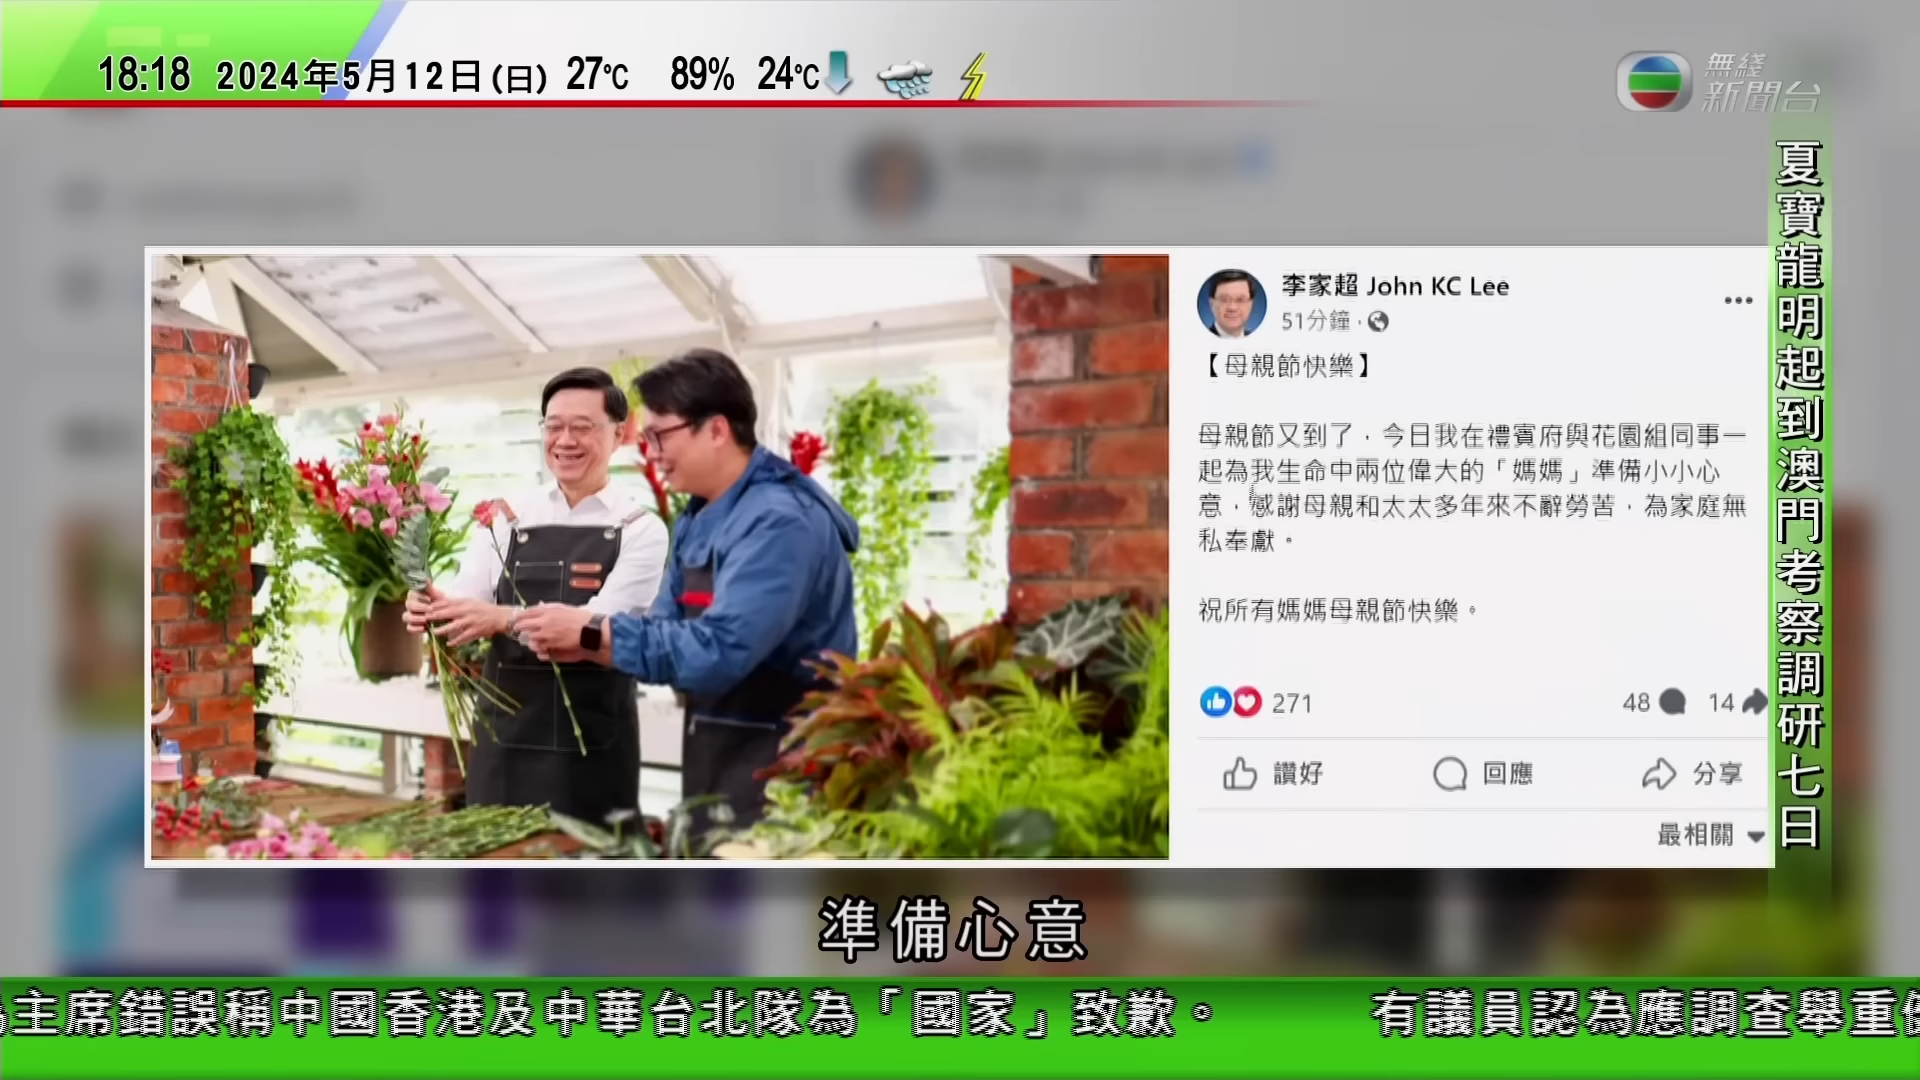 18:18 2024年5月12日(日) 27℃ 89% 24℃
無綫
新聞台
夏寶龍明起到澳門考察調研七日
李家超 John KC Lee
51分鐘 ·
【母親節快樂】
母親節又到了，今日我在禮賓府與花園組同事一
起為我生命中兩位偉大的「媽媽」準備小小心
意，感謝母親和太太多年來不辭勞苦，為家庭無
私奉獻。
祝所有媽媽母親節快樂。
271 48 14
讚好 回應 分享
最相關
準備心意
主席錯誤稱中國香港及中華台北隊為「國家」致歉。 有議員認為應調查舉重